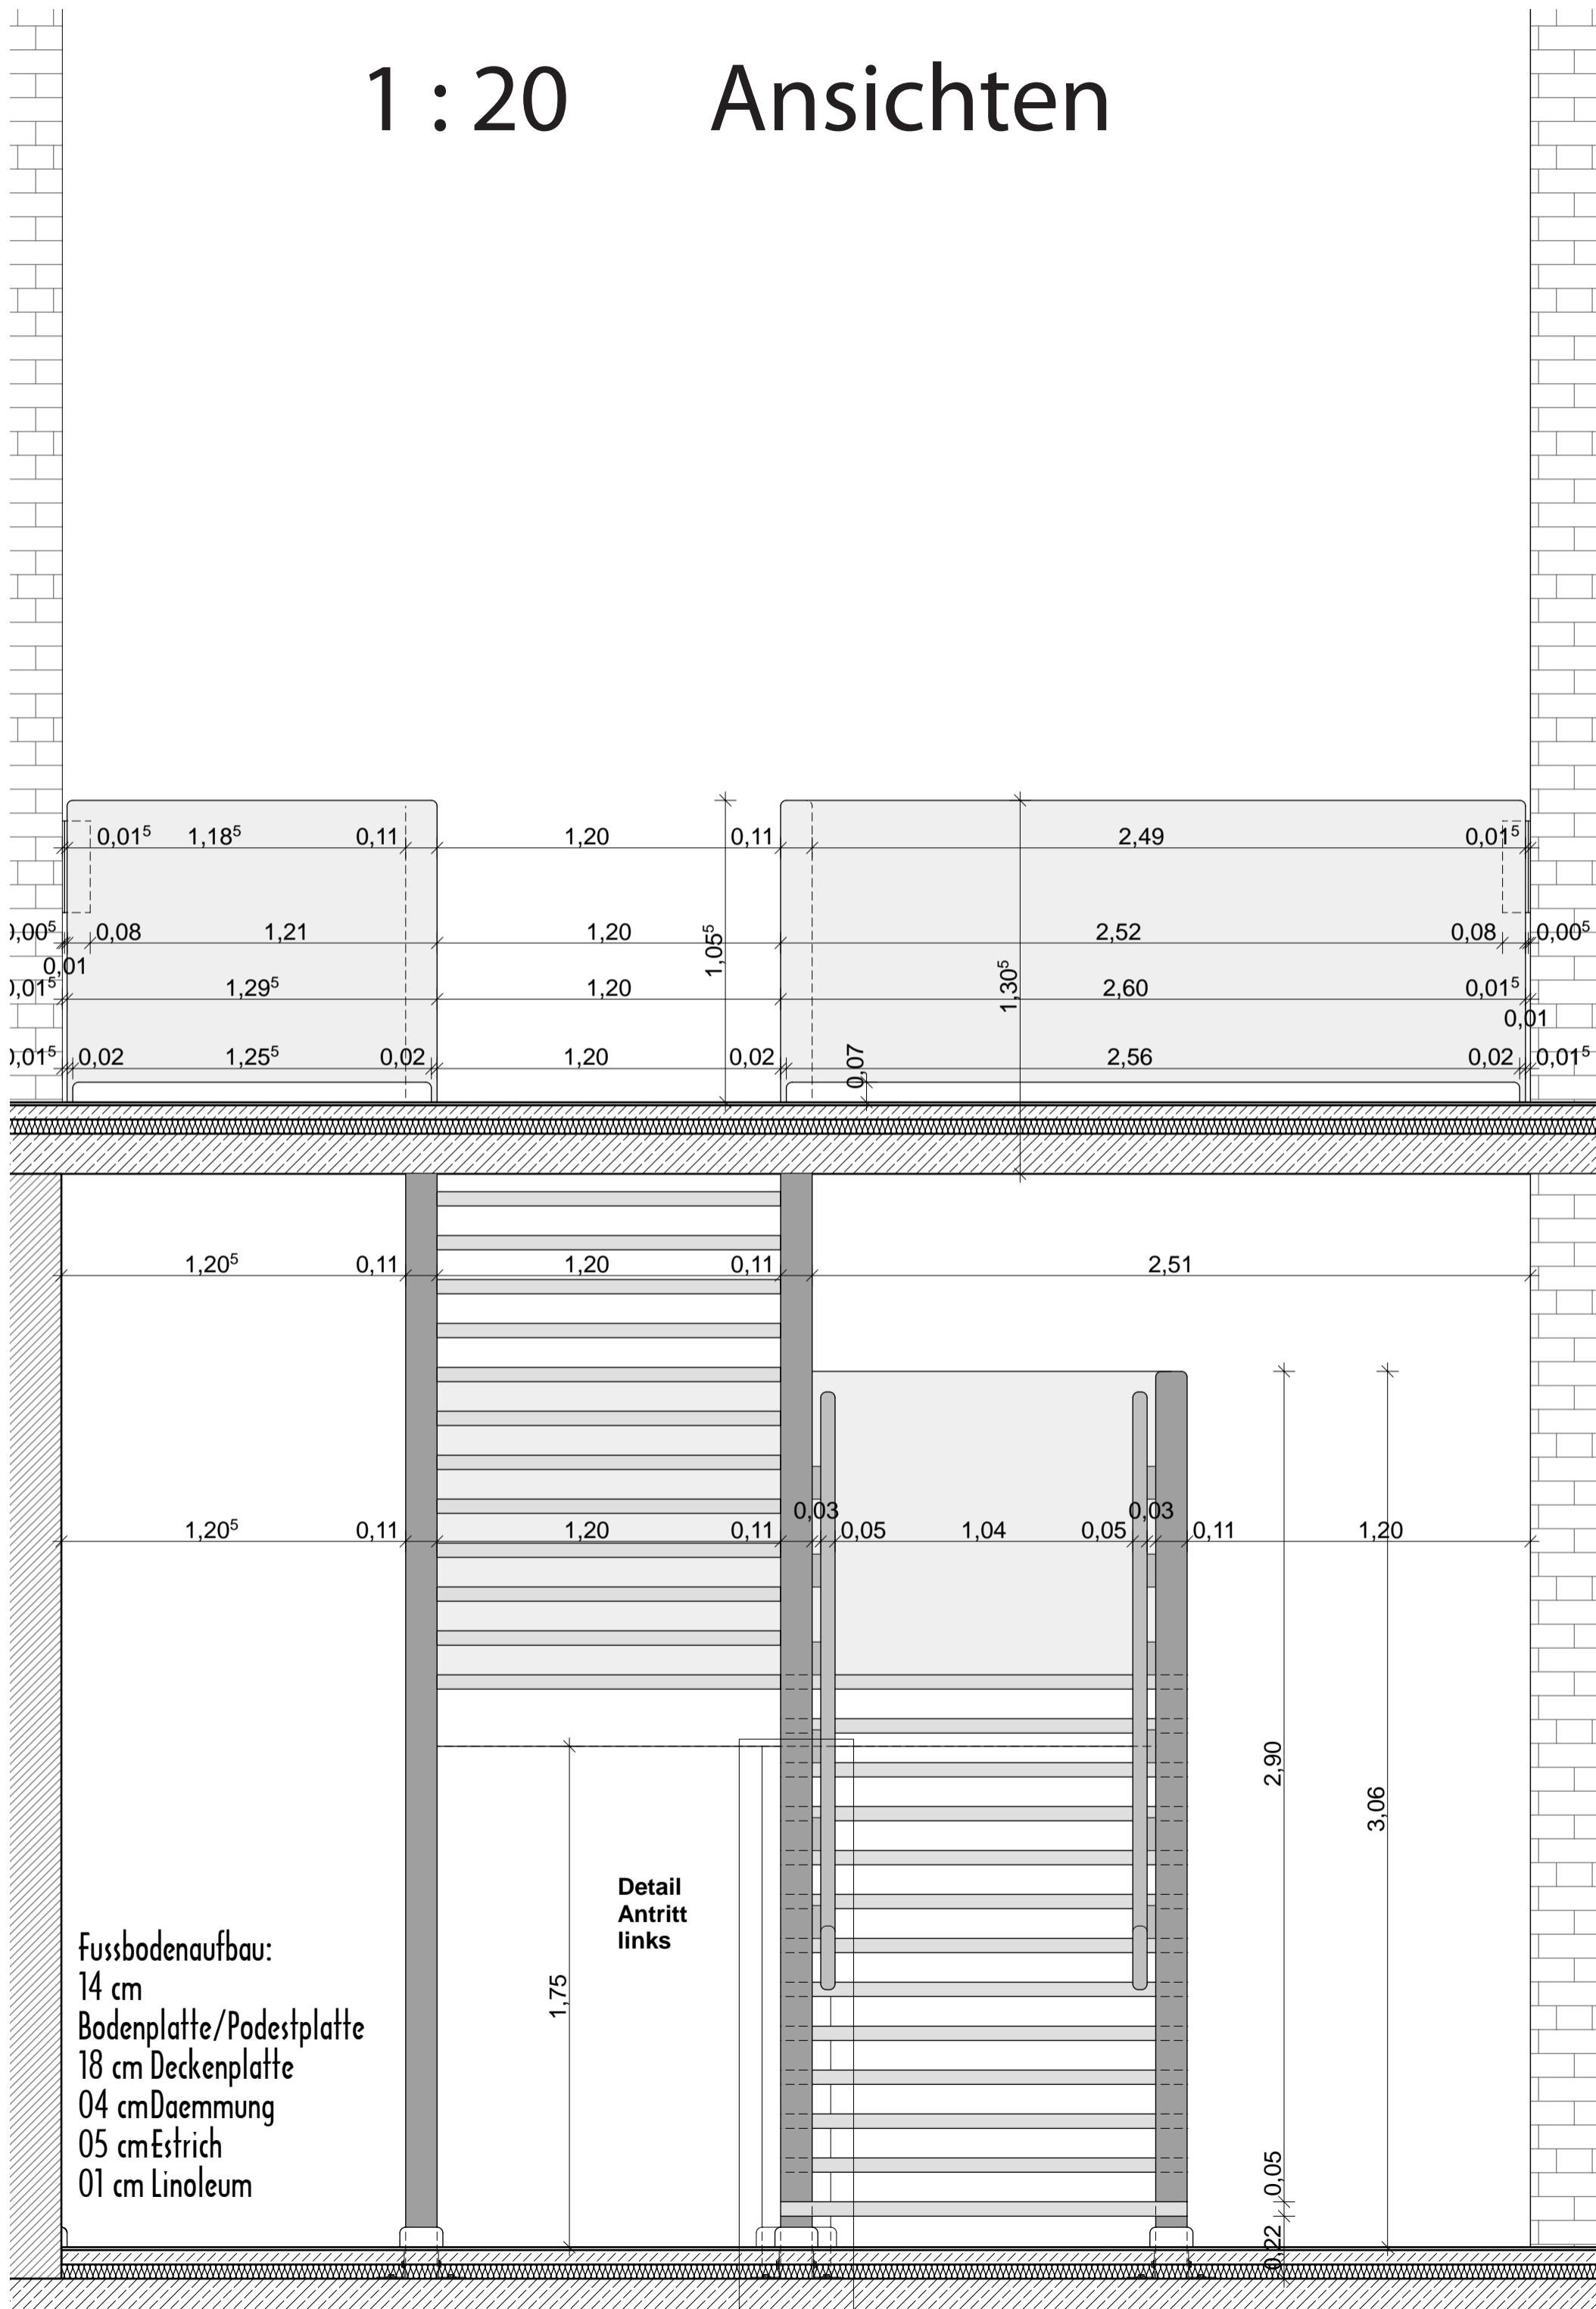 1 : 20 Ansichten
0,01⁵ 1,18⁵ 0,11 1,20 0,11 2,49 0,01⁵
0,00⁵ 0,08 1,21 1,20 1,05⁵ 2,52 0,08 0,00⁵
0,01
0,01⁵ 1,29⁵ 1,20 1,30⁵ 2,60 0,01⁵
0,01
0,01⁵ 0,02 1,25⁵ 0,02 1,20 0,02 0,07 2,56 0,02 0,01⁵
1,20⁵ 0,11 1,20 0,11 2,51
0,03 0,03
1,20⁵ 0,11 1,20 0,11 0,05 1,04 0,05 0,11 1,20
2,90
3,06
Detail
Antritt
links
1,75
Fussbodenaufbau:
14 cm
Bodenplatte/Podestplatte
18 cm Deckenplatte
04 cmDaemmung
05 cmEstrich
01 cm Linoleum
0,05
0,22